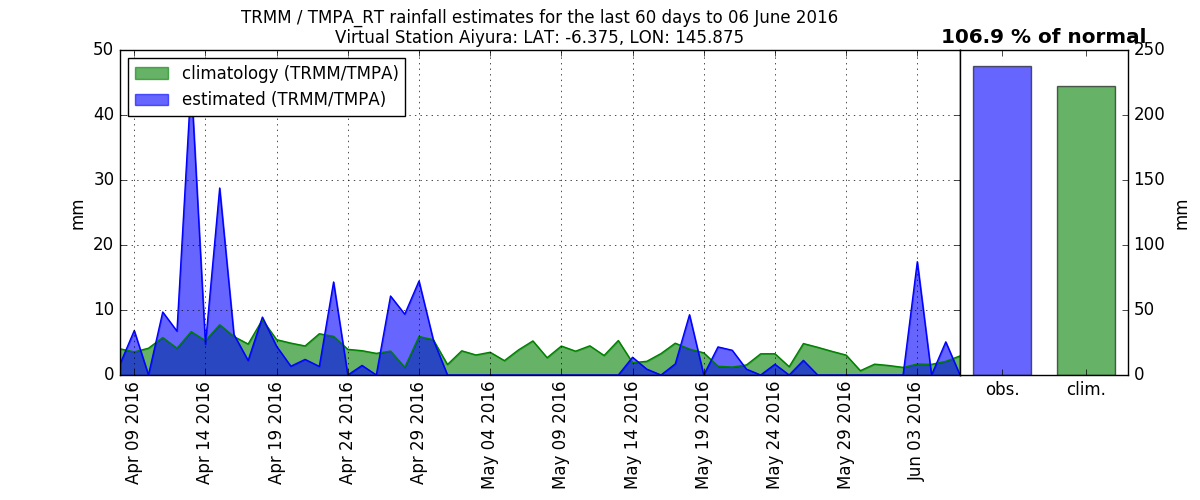 TRMM / TMPA_RT rainfall estimates for the last 60 days to 06 June 2016
Virtual Station Aiyura: LAT: -6.375, LON: 145.875
106.9 % of normal
climatology (TRMM/TMPA)
estimated (TRMM/TMPA)
50
40
30
20
10
0
mm
250
200
150
100
50
0
mm
Apr 09 2016
Apr 14 2016
Apr 19 2016
Apr 24 2016
Apr 29 2016
May 04 2016
May 09 2016
May 14 2016
May 19 2016
May 24 2016
May 29 2016
Jun 03 2016
obs.
clim.